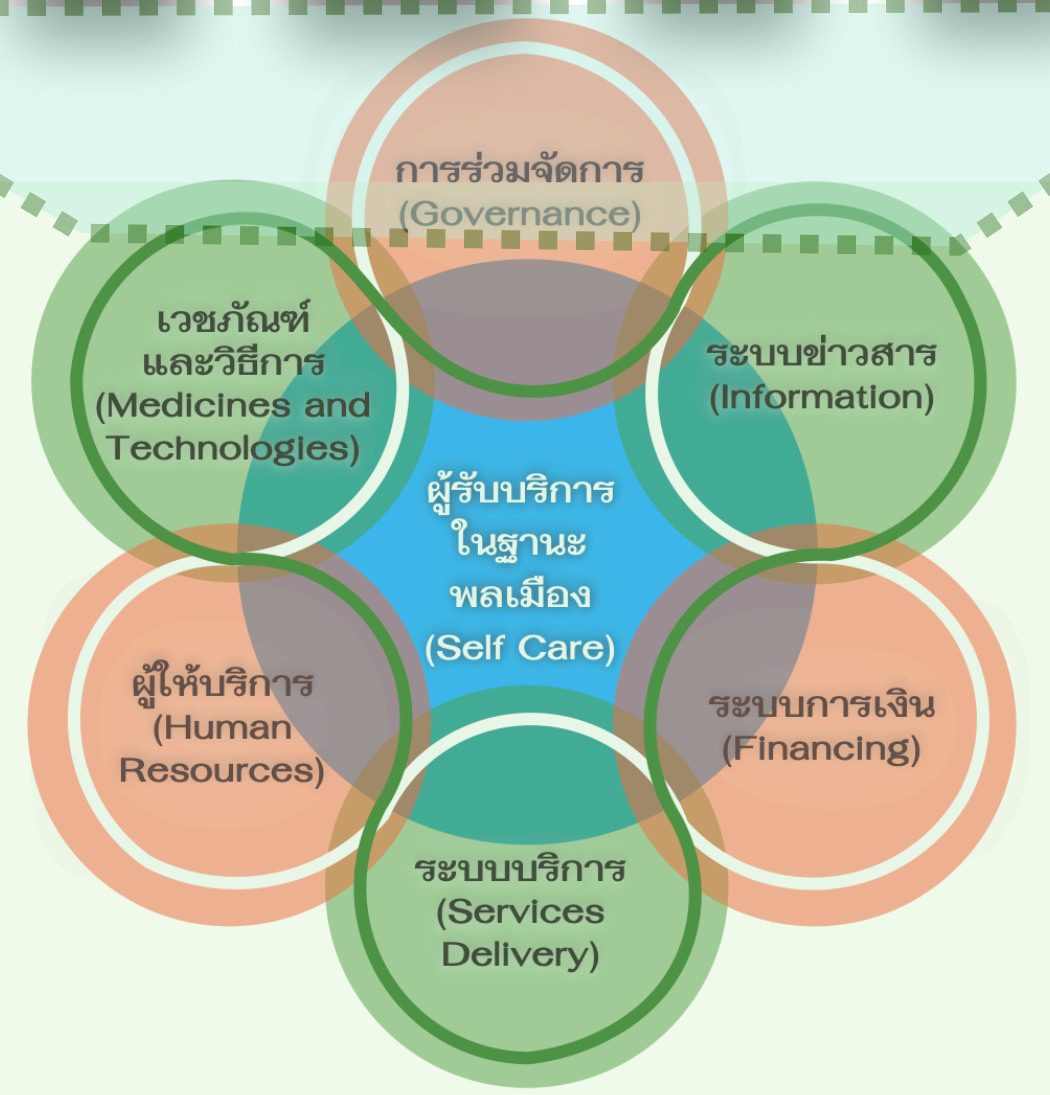 การร่วมจัดการ
(Governance)
เวชภัณฑ์
และวิธีการ
(Medicines and
Technologies)
ระบบข่าวสาร
(Information)
ผู้รับบริการ
ในฐานะ
พลเมือง
(Self Care)
ผู้ให้บริการ
(Human
Resources)
ระบบการเงิน
(Financing)
ระบบบริการ
(Services
Delivery)